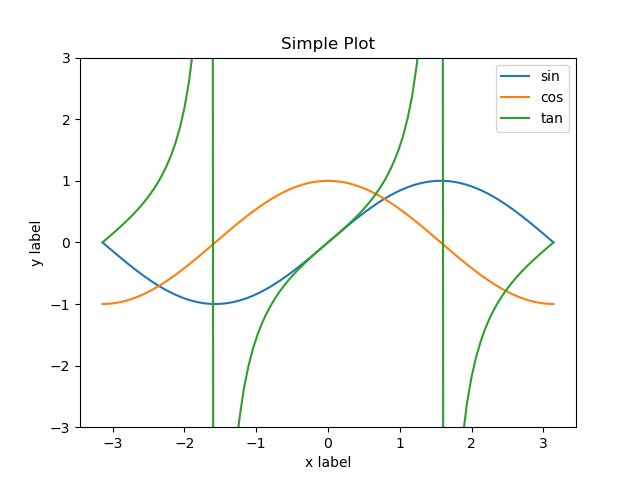 Simple Plot
sin
cos
tan
3
2
1
0
−1
−2
−3
y label
−3 −2 −1 0 1 2 3
x label